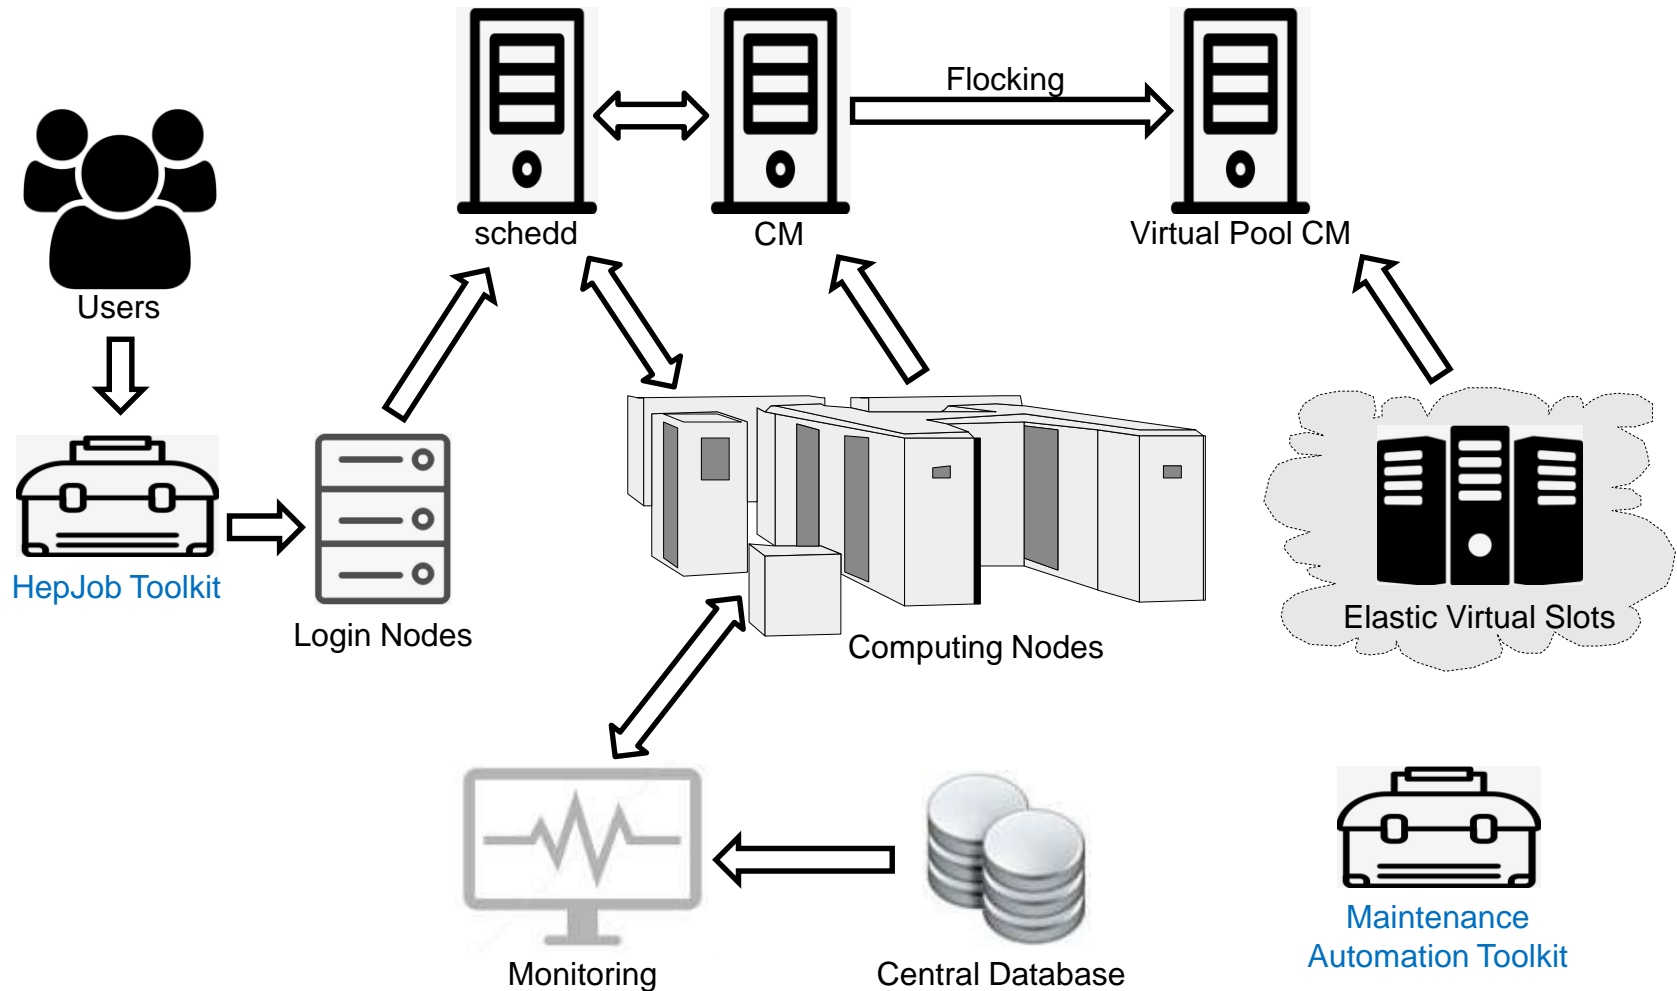 Flocking
schedd
CM
Virtual Pool CM
Users
HepJob Toolkit
Login Nodes
Computing Nodes
Elastic Virtual Slots
Monitoring
Central Database
Maintenance
Automation Toolkit